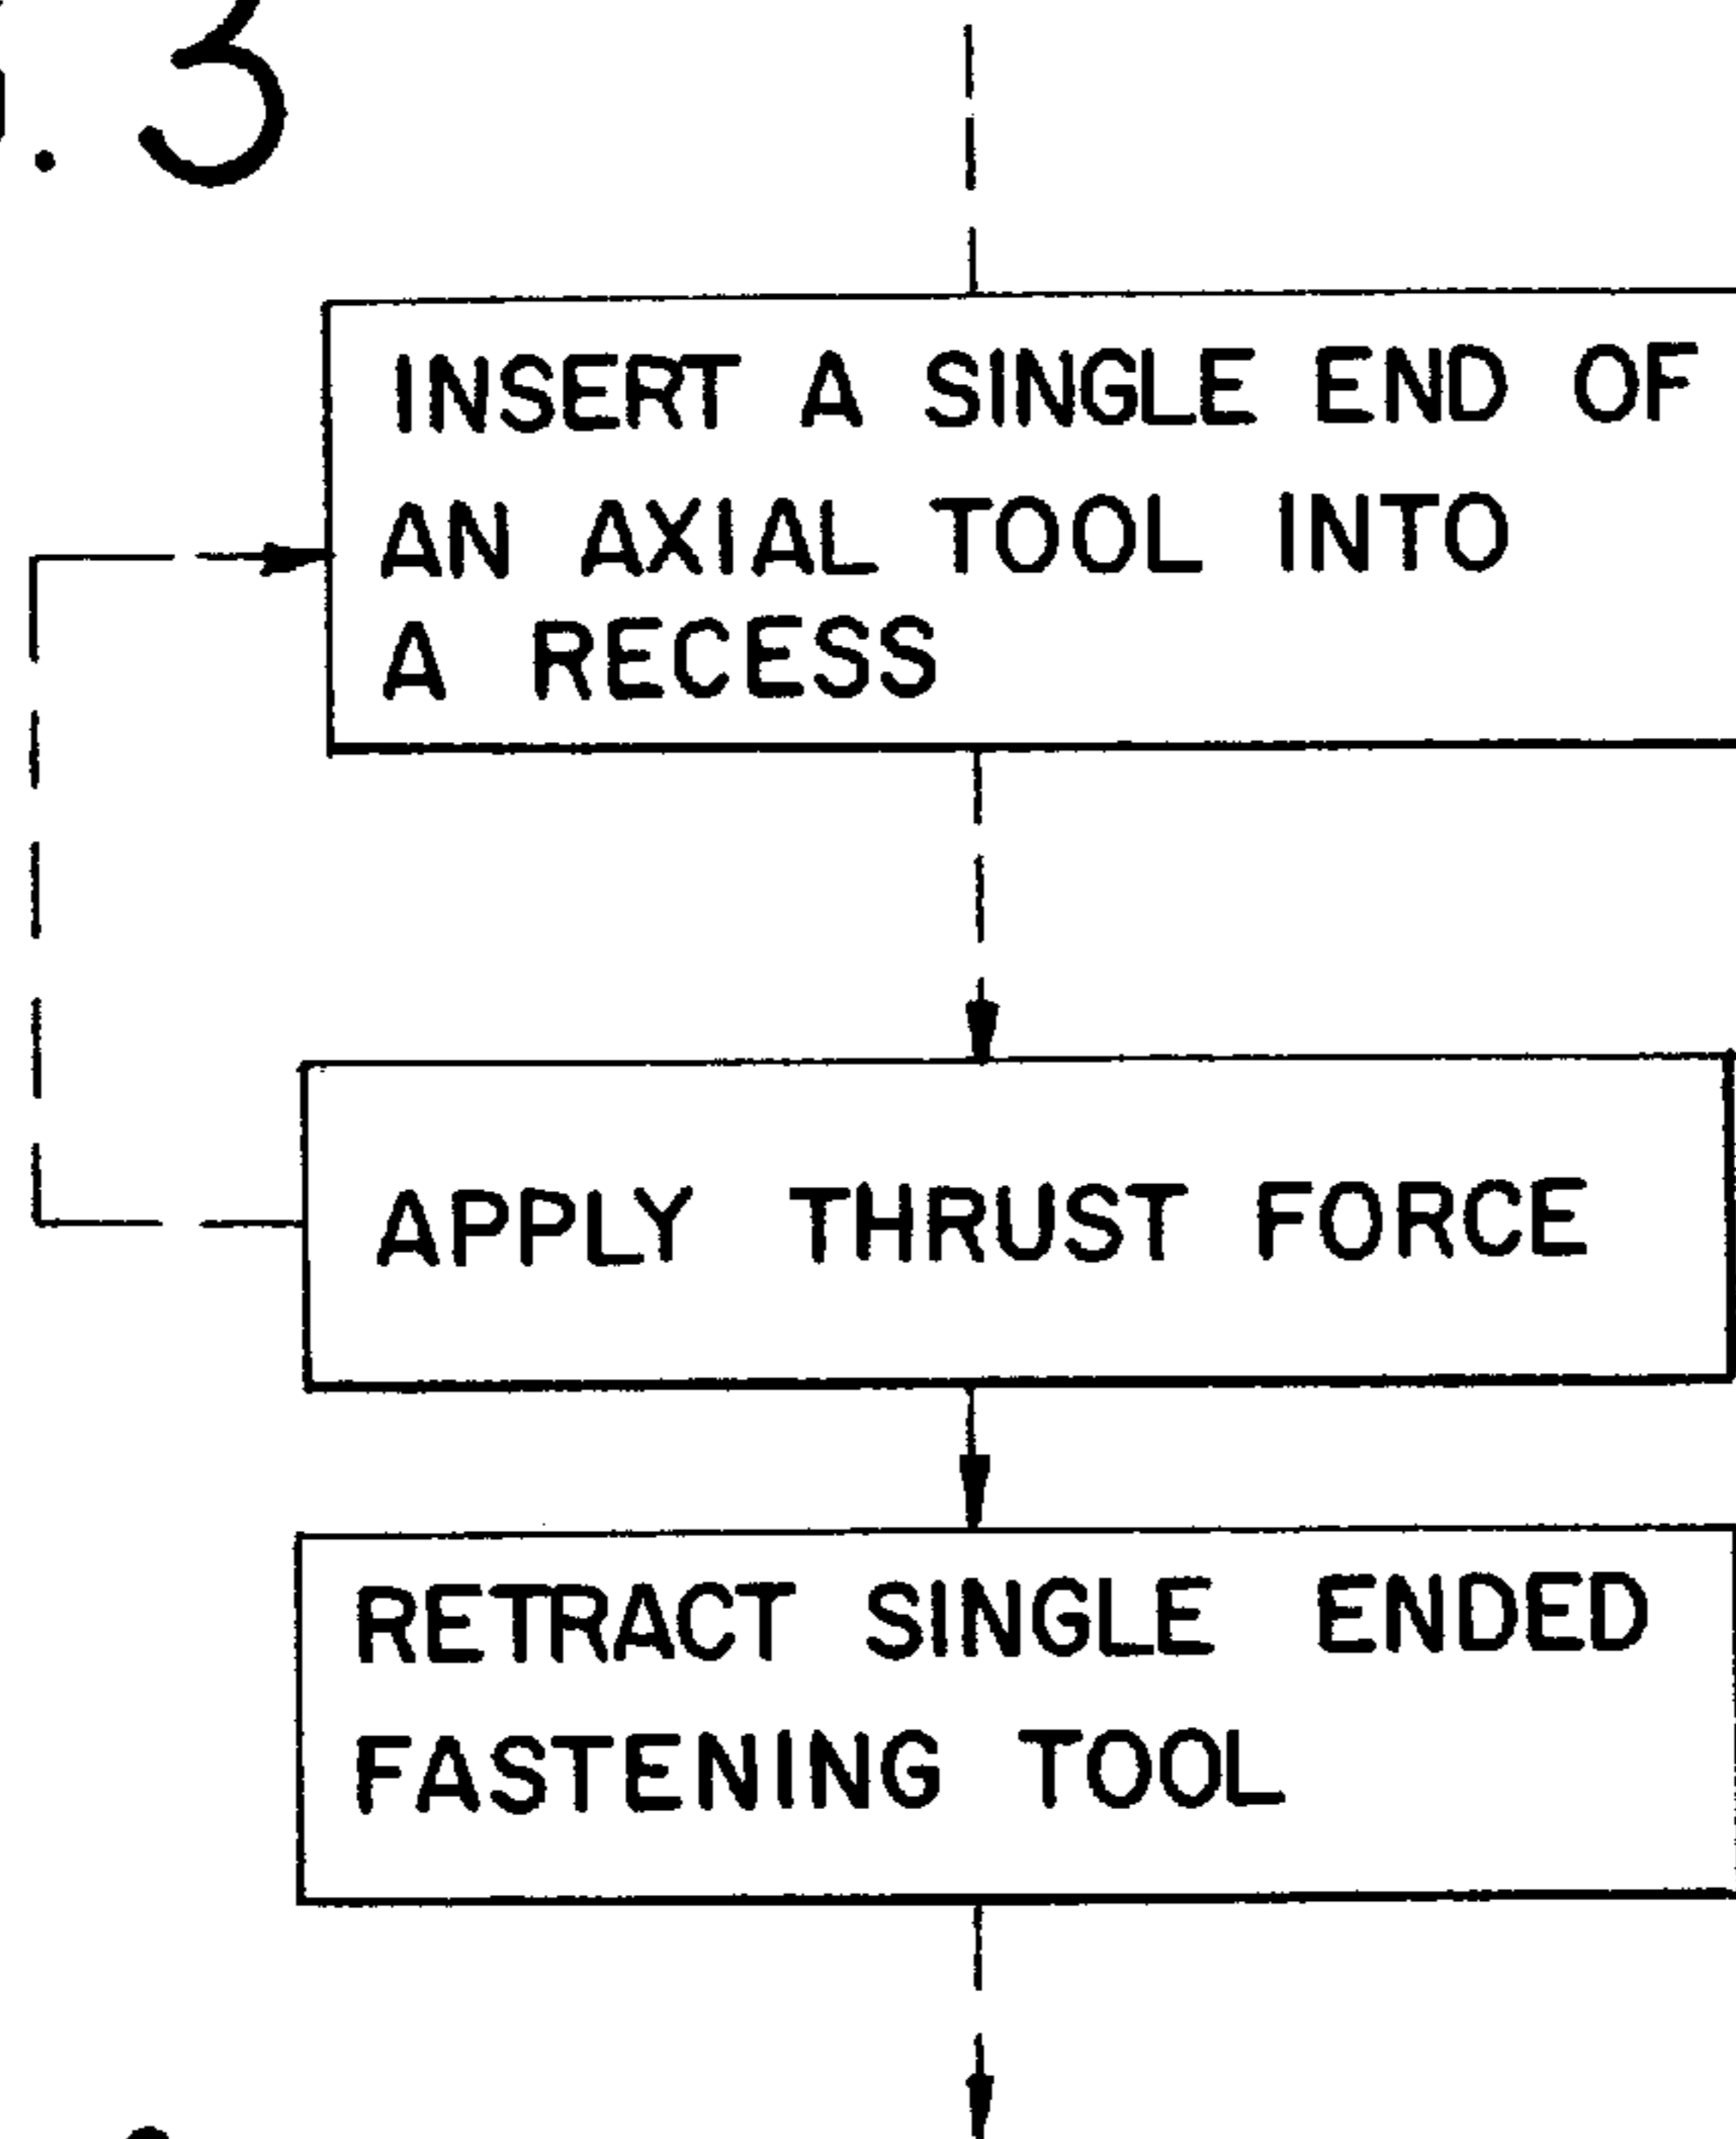 . 3
INSERT A SINGLE END OF
AN AXIAL TOOL INTO
A RECESS
APPLY THRUST FORCE
RETRACT SINGLE ENDED
FASTENING TOOL